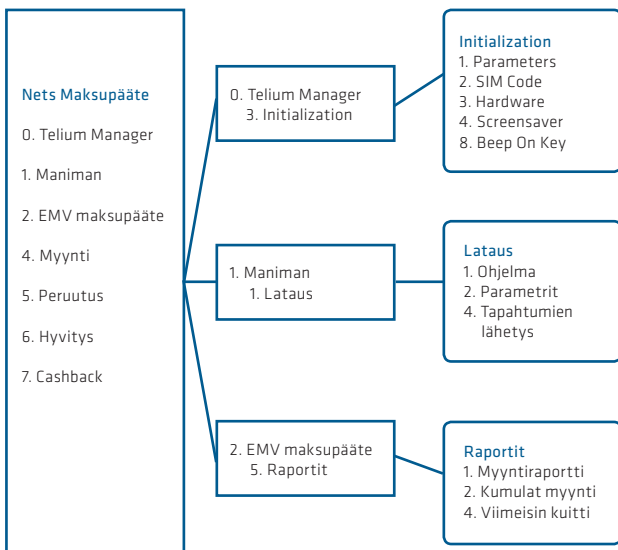 Nets Maksupääte
0. Telium Manager
1. Maniman
2. EMV maksupääte
4. Myynti
5. Peruutus
6. Hyvitys
7. Cashback
0. Telium Manager
3. Initialization
Initialization
1. Parameters
2. SIM Code
3. Hardware
4. Screensaver
8. Beep On Key
1. Maniman
1. Lataus
Lataus
1. Ohjelma
2. Parametrit
4. Tapahtumien
lähetys
2. EMV maksupääte
5. Raportit
Raportit
1. Myyntiraportti
2. Kumulat myynti
4. Viimeisin kuitti